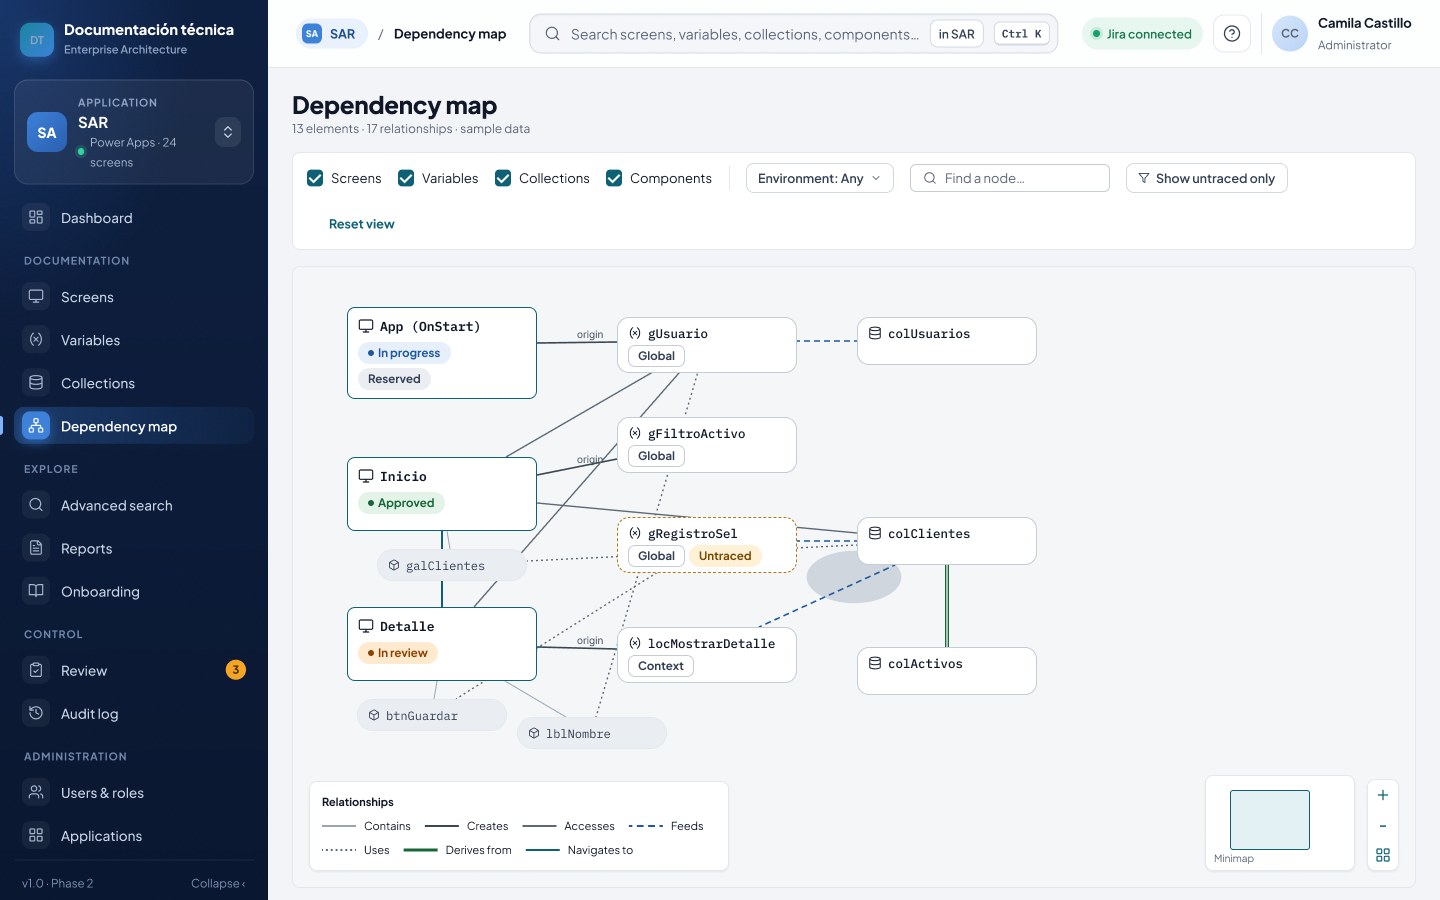 DT
Documentación técnica
Enterprise Architecture
APPLICATION
SA
SAR
Power Apps · 24
screens
Dashboard
DOCUMENTATION
Screens
Variables
Collections
Dependency map
EXPLORE
Advanced search
Reports
Onboarding
CONTROL
Review
3
Audit log
ADMINISTRATION
Users & roles
Applications
v1.0 · Phase 2
Collapse ‹
SA SAR / Dependency map
Search screens, variables, collections, components...
in SAR
Ctrl K
Jira connected
CC
Camila Castillo
Administrator
Dependency map
13 elements · 17 relationships · sample data
Screens
Variables
Collections
Components
Environment: Any
Find a node...
Show untraced only
Reset view
App (OnStart)
In progress
Reserved
origin
(x) gUsuario
Global
colUsuarios
(x) gFiltroActivo
Global
origin
Inicio
Approved
(x) gRegistroSel
Global
Untraced
colClientes
galClientes
Detalle
In review
origin
(x) locMostrarDetalle
Context
colActivos
btnGuardar
lblNombre
Relationships
Contains
Creates
Accesses
Feeds
Uses
Derives from
Navigates to
Minimap
+
-